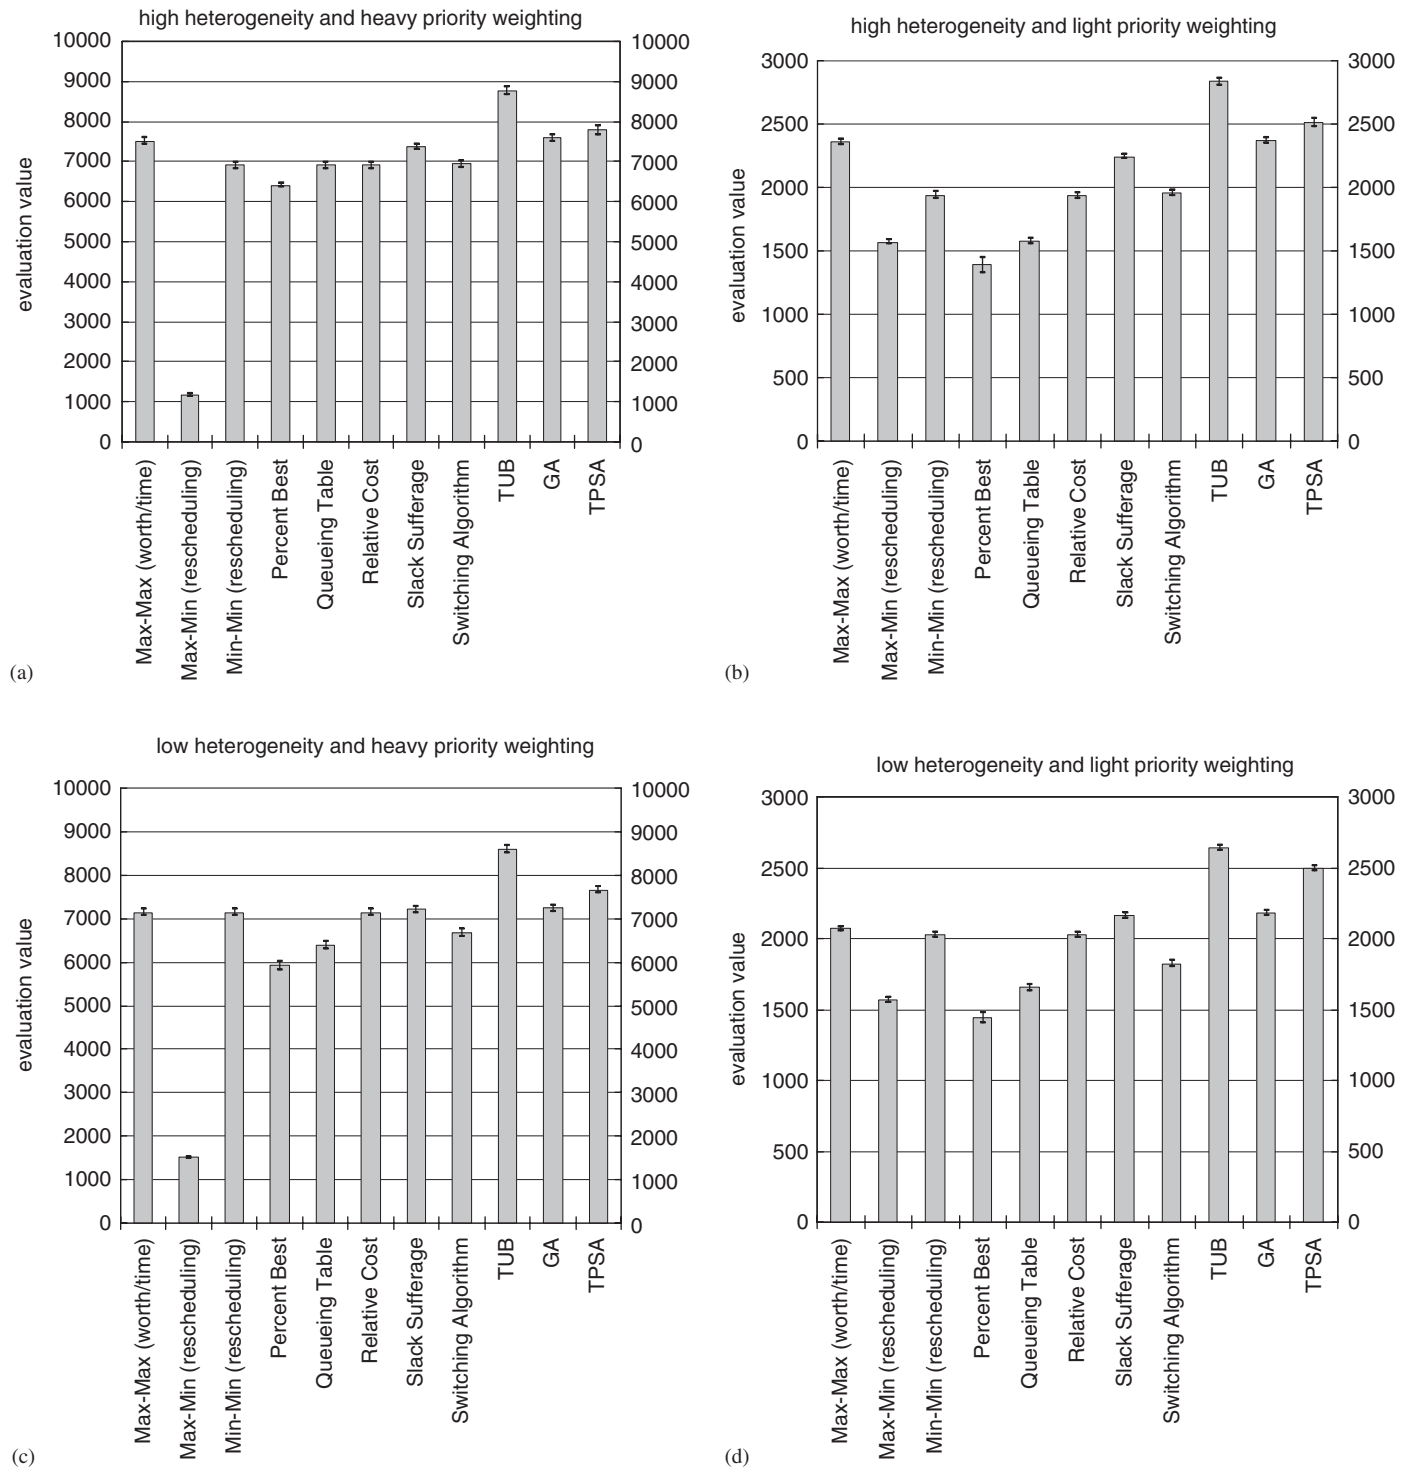 high heterogeneity and heavy priority weighting
10000
9000
8000
7000
6000
5000
4000
3000
2000
1000
0
evaluation value
10000
9000
8000
7000
6000
5000
4000
3000
2000
1000
0
Max-Max (worth/time)
Max-Min (rescheduling)
Min-Min (rescheduling)
Percent Best
Queueing Table
Relative Cost
Slack Sufferage
Switching Algorithm
TUB
GA
TPSA
(a)
high heterogeneity and light priority weighting
3000
2500
2000
1500
1000
500
0
evaluation value
3000
2500
2000
1500
1000
500
0
Max-Max (worth/time)
Max-Min (rescheduling)
Min-Min (rescheduling)
Percent Best
Queueing Table
Relative Cost
Slack Sufferage
Switching Algorithm
TUB
GA
TPSA
(b)
low heterogeneity and heavy priority weighting
10000
9000
8000
7000
6000
5000
4000
3000
2000
1000
0
evaluation value
10000
9000
8000
7000
6000
5000
4000
3000
2000
1000
0
Max-Max (worth/time)
Max-Min (rescheduling)
Min-Min (rescheduling)
Percent Best
Queueing Table
Relative Cost
Slack Sufferage
Switching Algorithm
TUB
GA
TPSA
(c)
low heterogeneity and light priority weighting
3000
2500
2000
1500
1000
500
0
evaluation value
3000
2500
2000
1500
1000
500
0
Max-Max (worth/time)
Max-Min (rescheduling)
Min-Min (rescheduling)
Percent Best
Queueing Table
Relative Cost
Slack Sufferage
Switching Algorithm
TUB
GA
TPSA
(d)